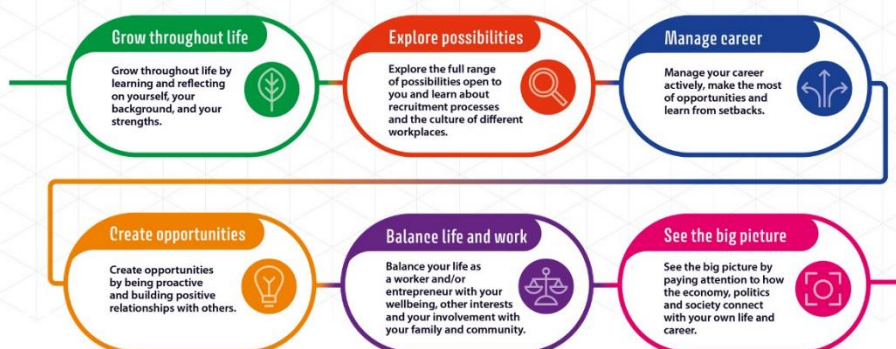 Grow throughout life
Grow throughout life by
learning and reflecting
on yourself, your
background, and your
strengths.
Explore possibilities
Explore the full range
of possibilities open to
you and learn about
recruitment processes
and the culture of different
workplaces.
Manage career
Manage your career
actively, make the most
of opportunities and
learn from setbacks.
Create opportunities
Create opportunities
by being proactive
and building positive
relationships with others.
Balance life and work
Balance your life as
a worker and/or
entrepreneur with your
wellbeing, other interests
and your involvement with
your family and community.
See the big picture
See the big picture by
paying attention to how
the economy, politics
and society connect
with your own life and
career.